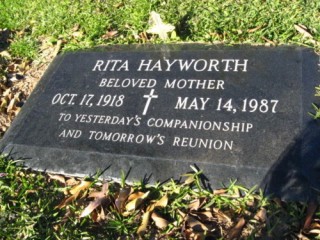 RITA HAYWORTH
BELOVED MOTHER
OCT. 17, 1918 MAY 14, 1987
TO YESTERDAY'S COMPANIONSHIP
AND TOMORROW'S REUNION